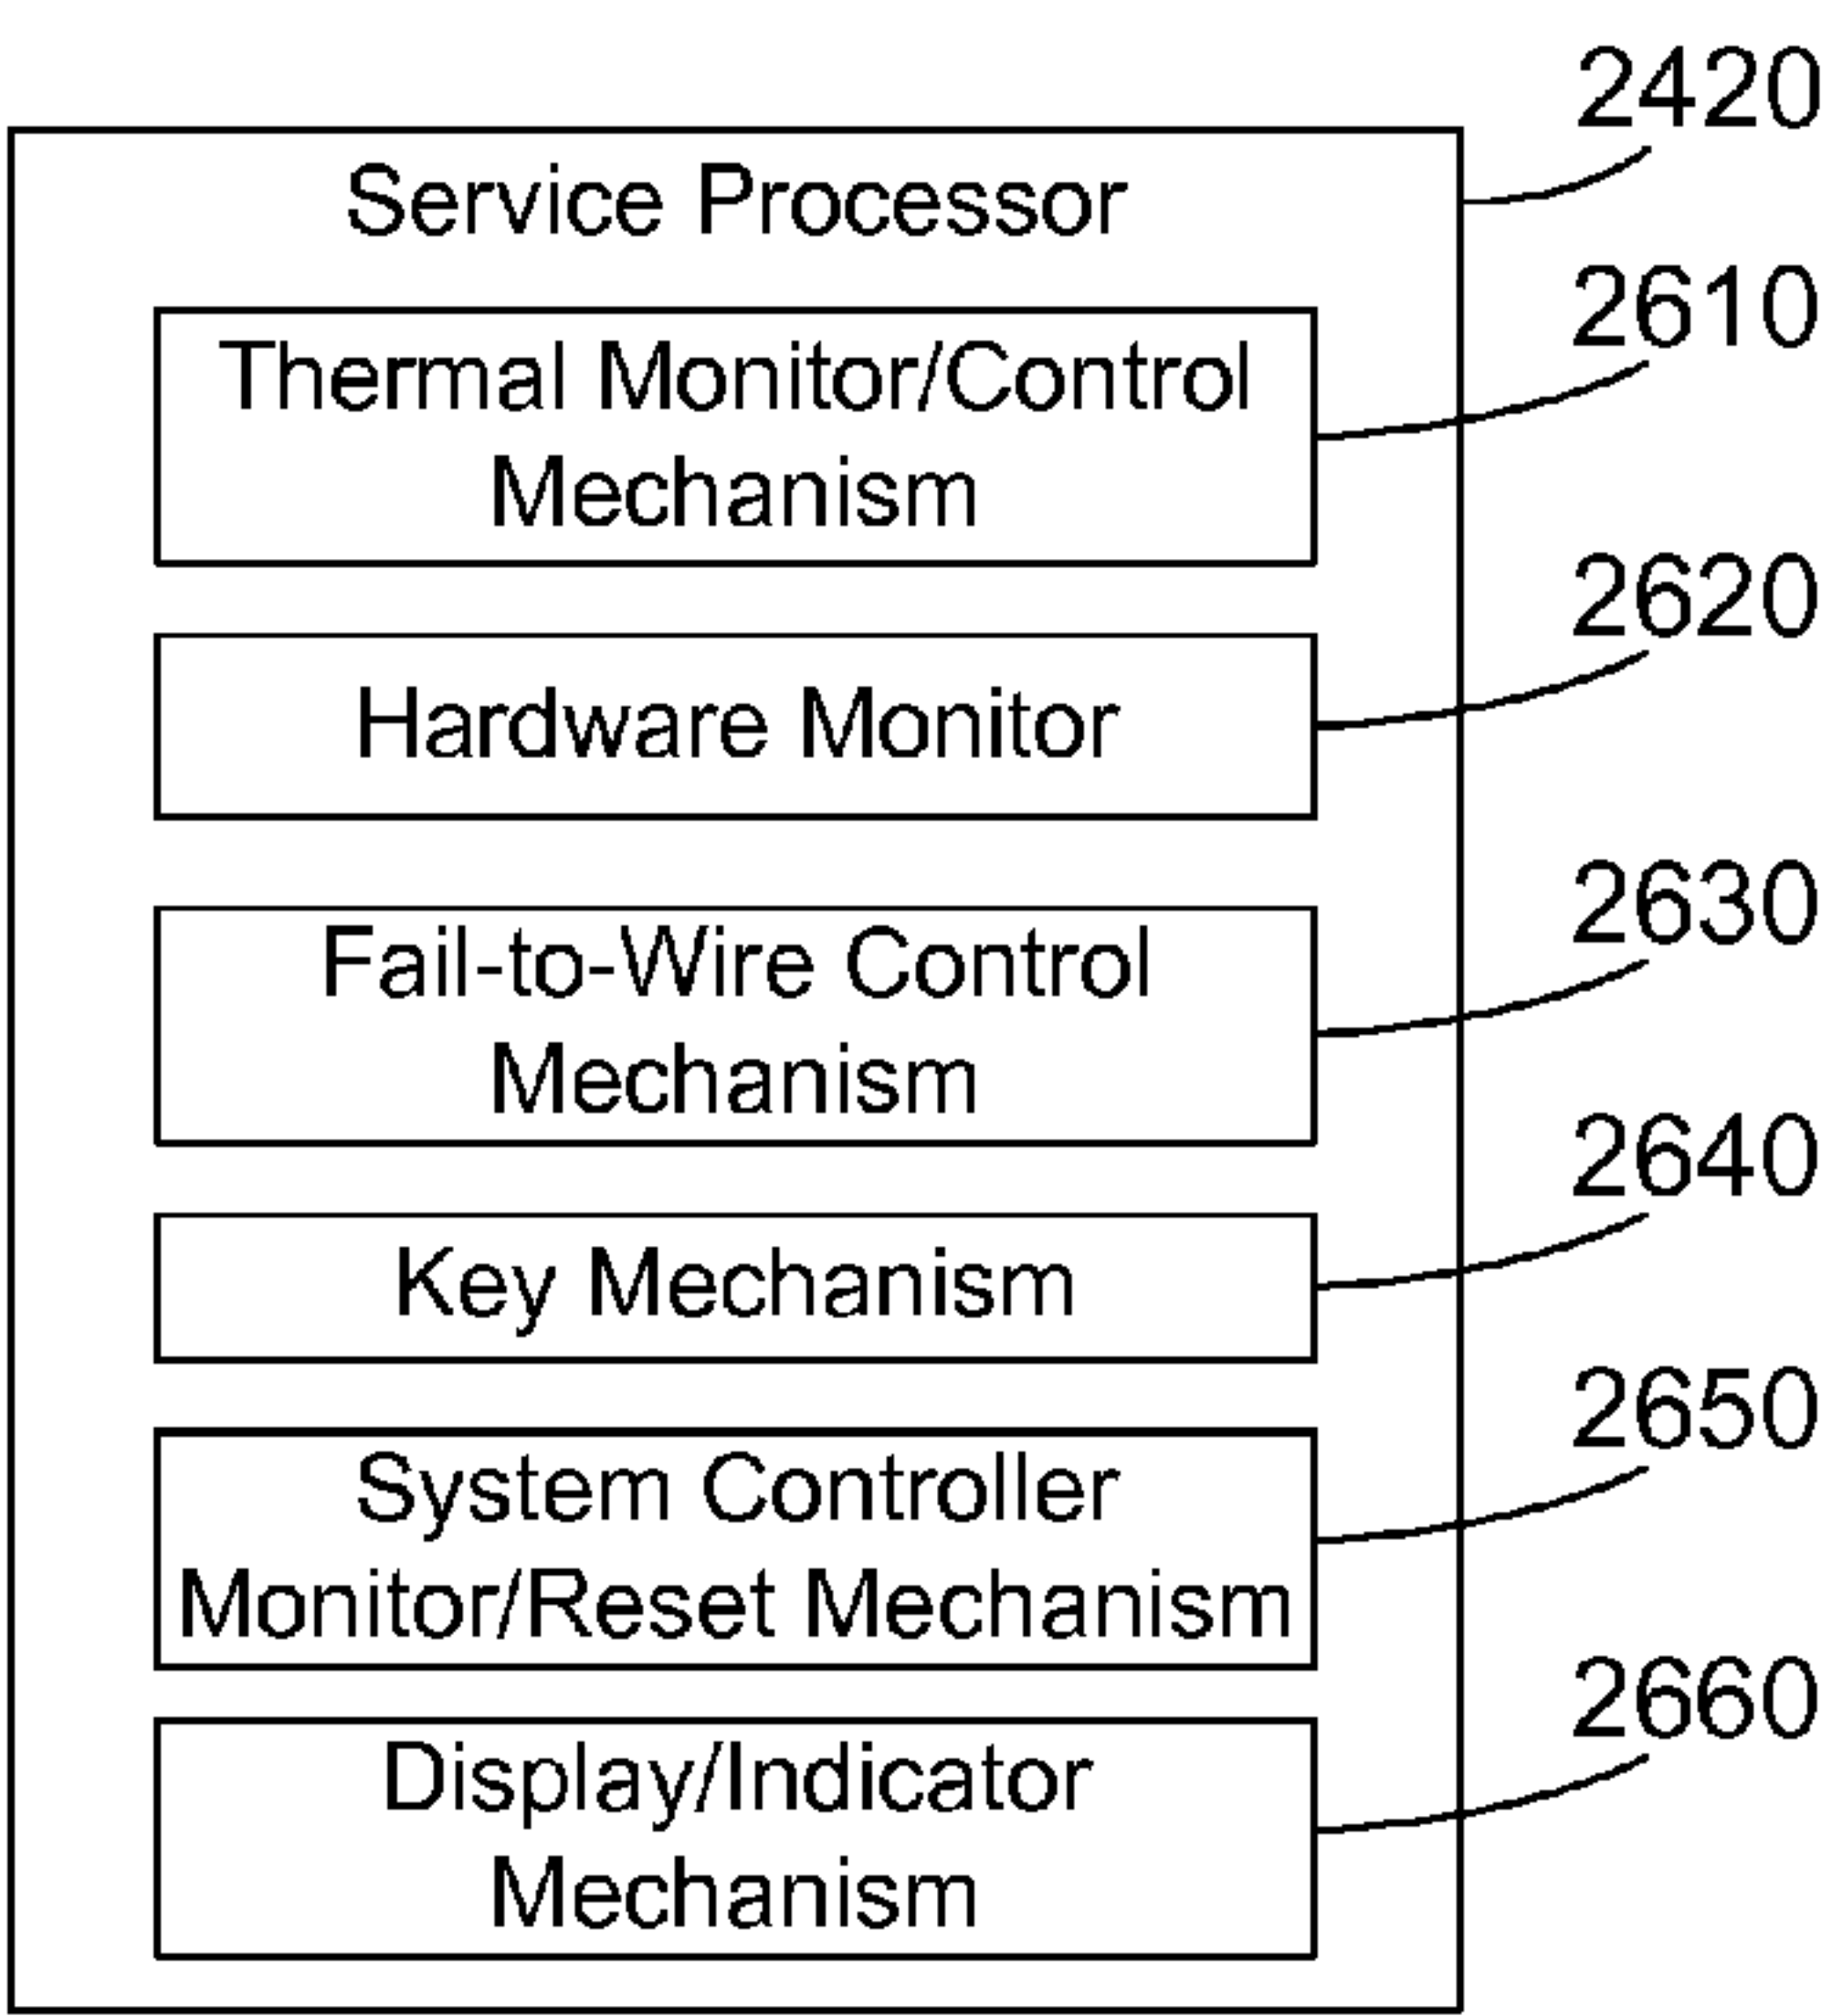 2420
Service Processor
2610
Thermal Monitor/Control
Mechanism
2620
Hardware Monitor
2630
Fail-to-Wire Control
Mechanism
2640
Key Mechanism
2650
System Controller
Monitor/Reset Mechanism
2660
Display/Indicator
Mechanism